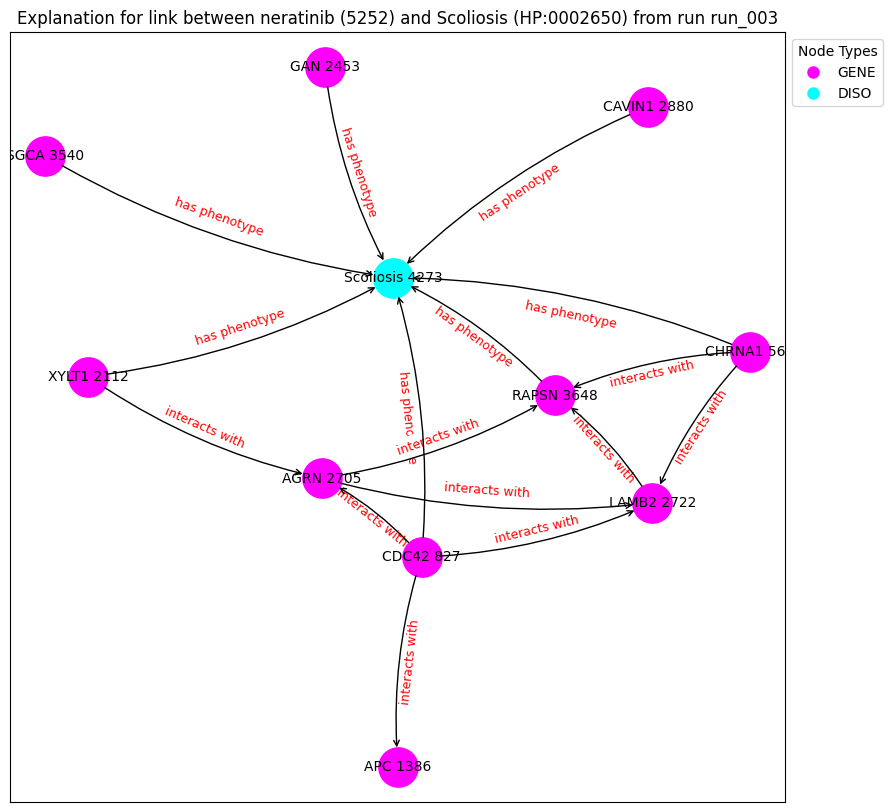 Explanation for link between neratinib (5252) and Scoliosis (HP:0002650) from run run_003
Node Types
GENE
DISO
GAN 2453
CAVIN1 2880
SGCA 3540
has phenotype
has phenotype
has phenotype
Scoliosis 4273
has phenotype
has phenotype
has phenotype
CHRNA1 56
XYLT1 2112
interacts with
RAPSN 3648
has phen
interacts with
interacts with
interacts with
interacts with
AGRN 2705
interacts with
LAMB2 2722
interacts with
interacts with
CDC42 827
interacts with
APC 1386